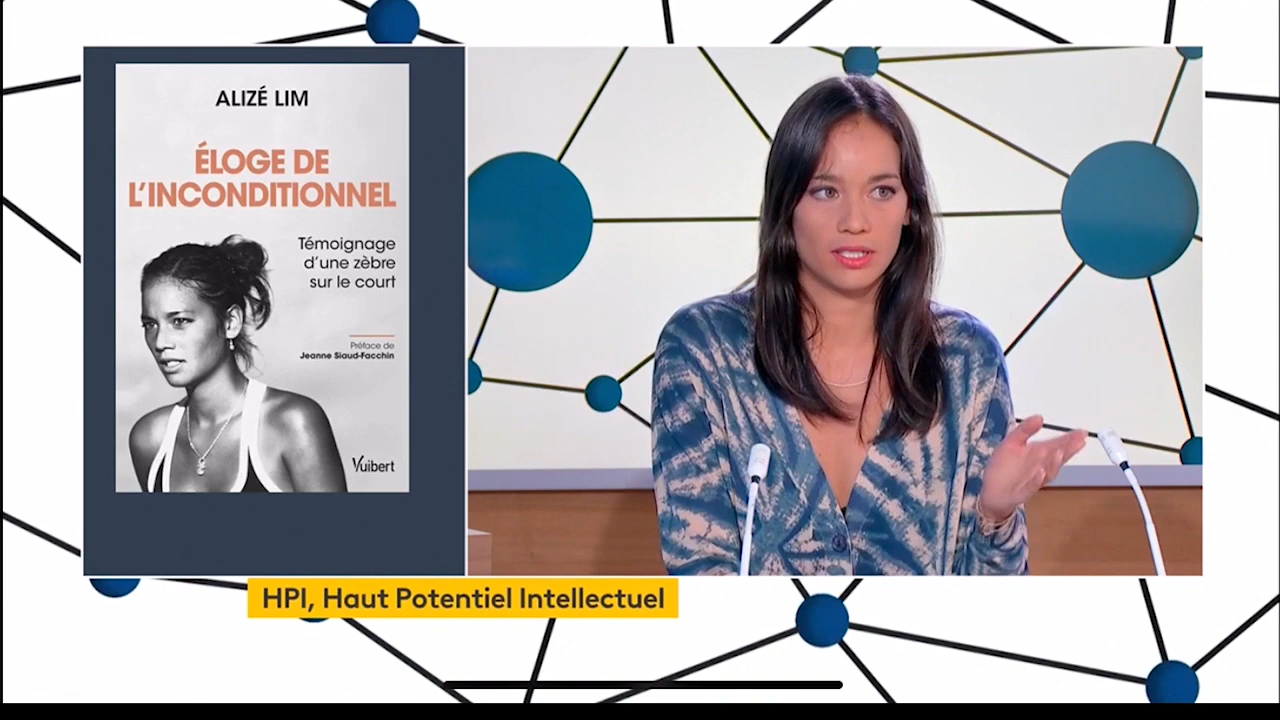 ALIZÉ LIM
ÉLOGE DE
L'INCONDITIONNEL
Témoignage
d'une zèbre
sur le court
Préface de
Jeanne Siaud-Facchin
Vuibert
HPI, Haut Potentiel Intellectuel